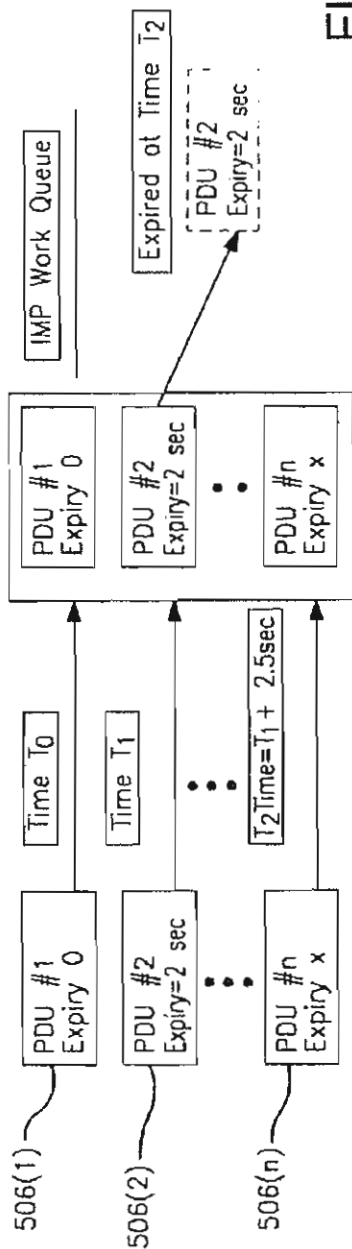 IMP Work Queue
506(1)
PDU #1
Expiry 0
Time T0
PDU #1
Expiry 0
506(2)
PDU #2
Expiry=2 sec
Time T1
PDU #2
Expiry=2 sec
Expired at Time T2
PDU #2
Expiry=2 sec
506(n)
PDU #n
Expiry x
T2Time=T1+ 2.5sec
PDU #n
Expiry x